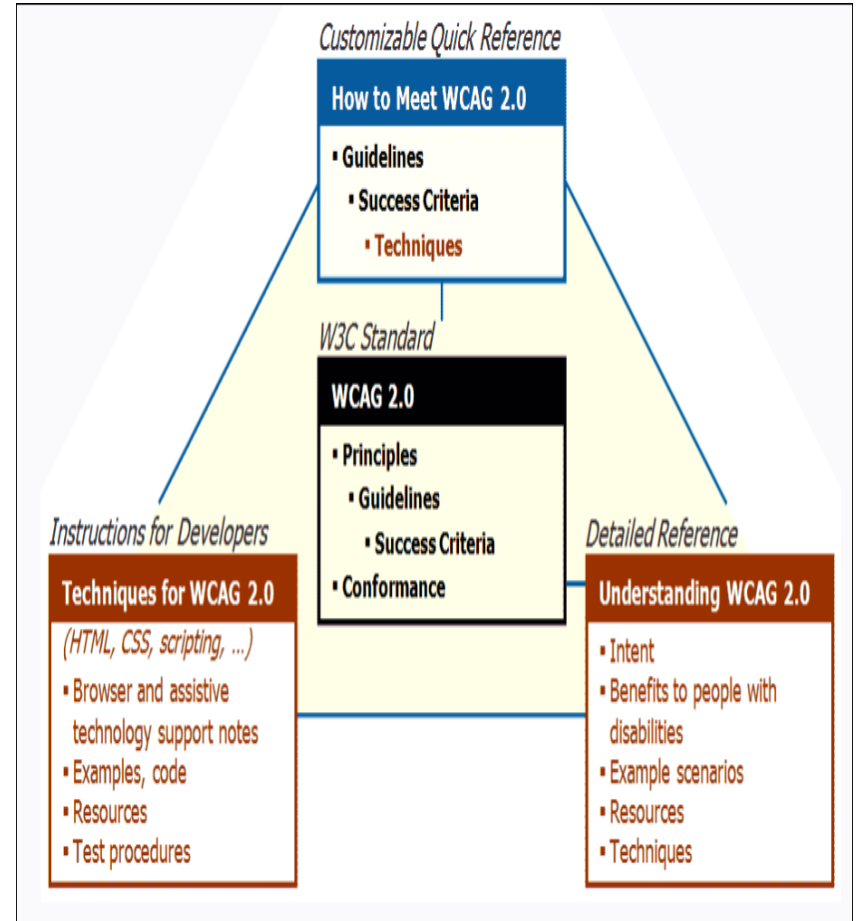 Customizable Quick Reference
How to Meet WCAG 2.0
▪ Guidelines
▪ Success Criteria
▪ Techniques
W3C Standard
WCAG 2.0
▪ Principles
▪ Guidelines
▪ Success Criteria
▪ Conformance
Instructions for Developers
Techniques for WCAG 2.0
(HTML, CSS, scripting, ...)
▪ Browser and assistive
technology support notes
▪ Examples, code
▪ Resources
▪ Test procedures
Detailed Reference
Understanding WCAG 2.0
▪ Intent
▪ Benefits to people with
disabilities
▪ Example scenarios
▪ Resources
▪ Techniques